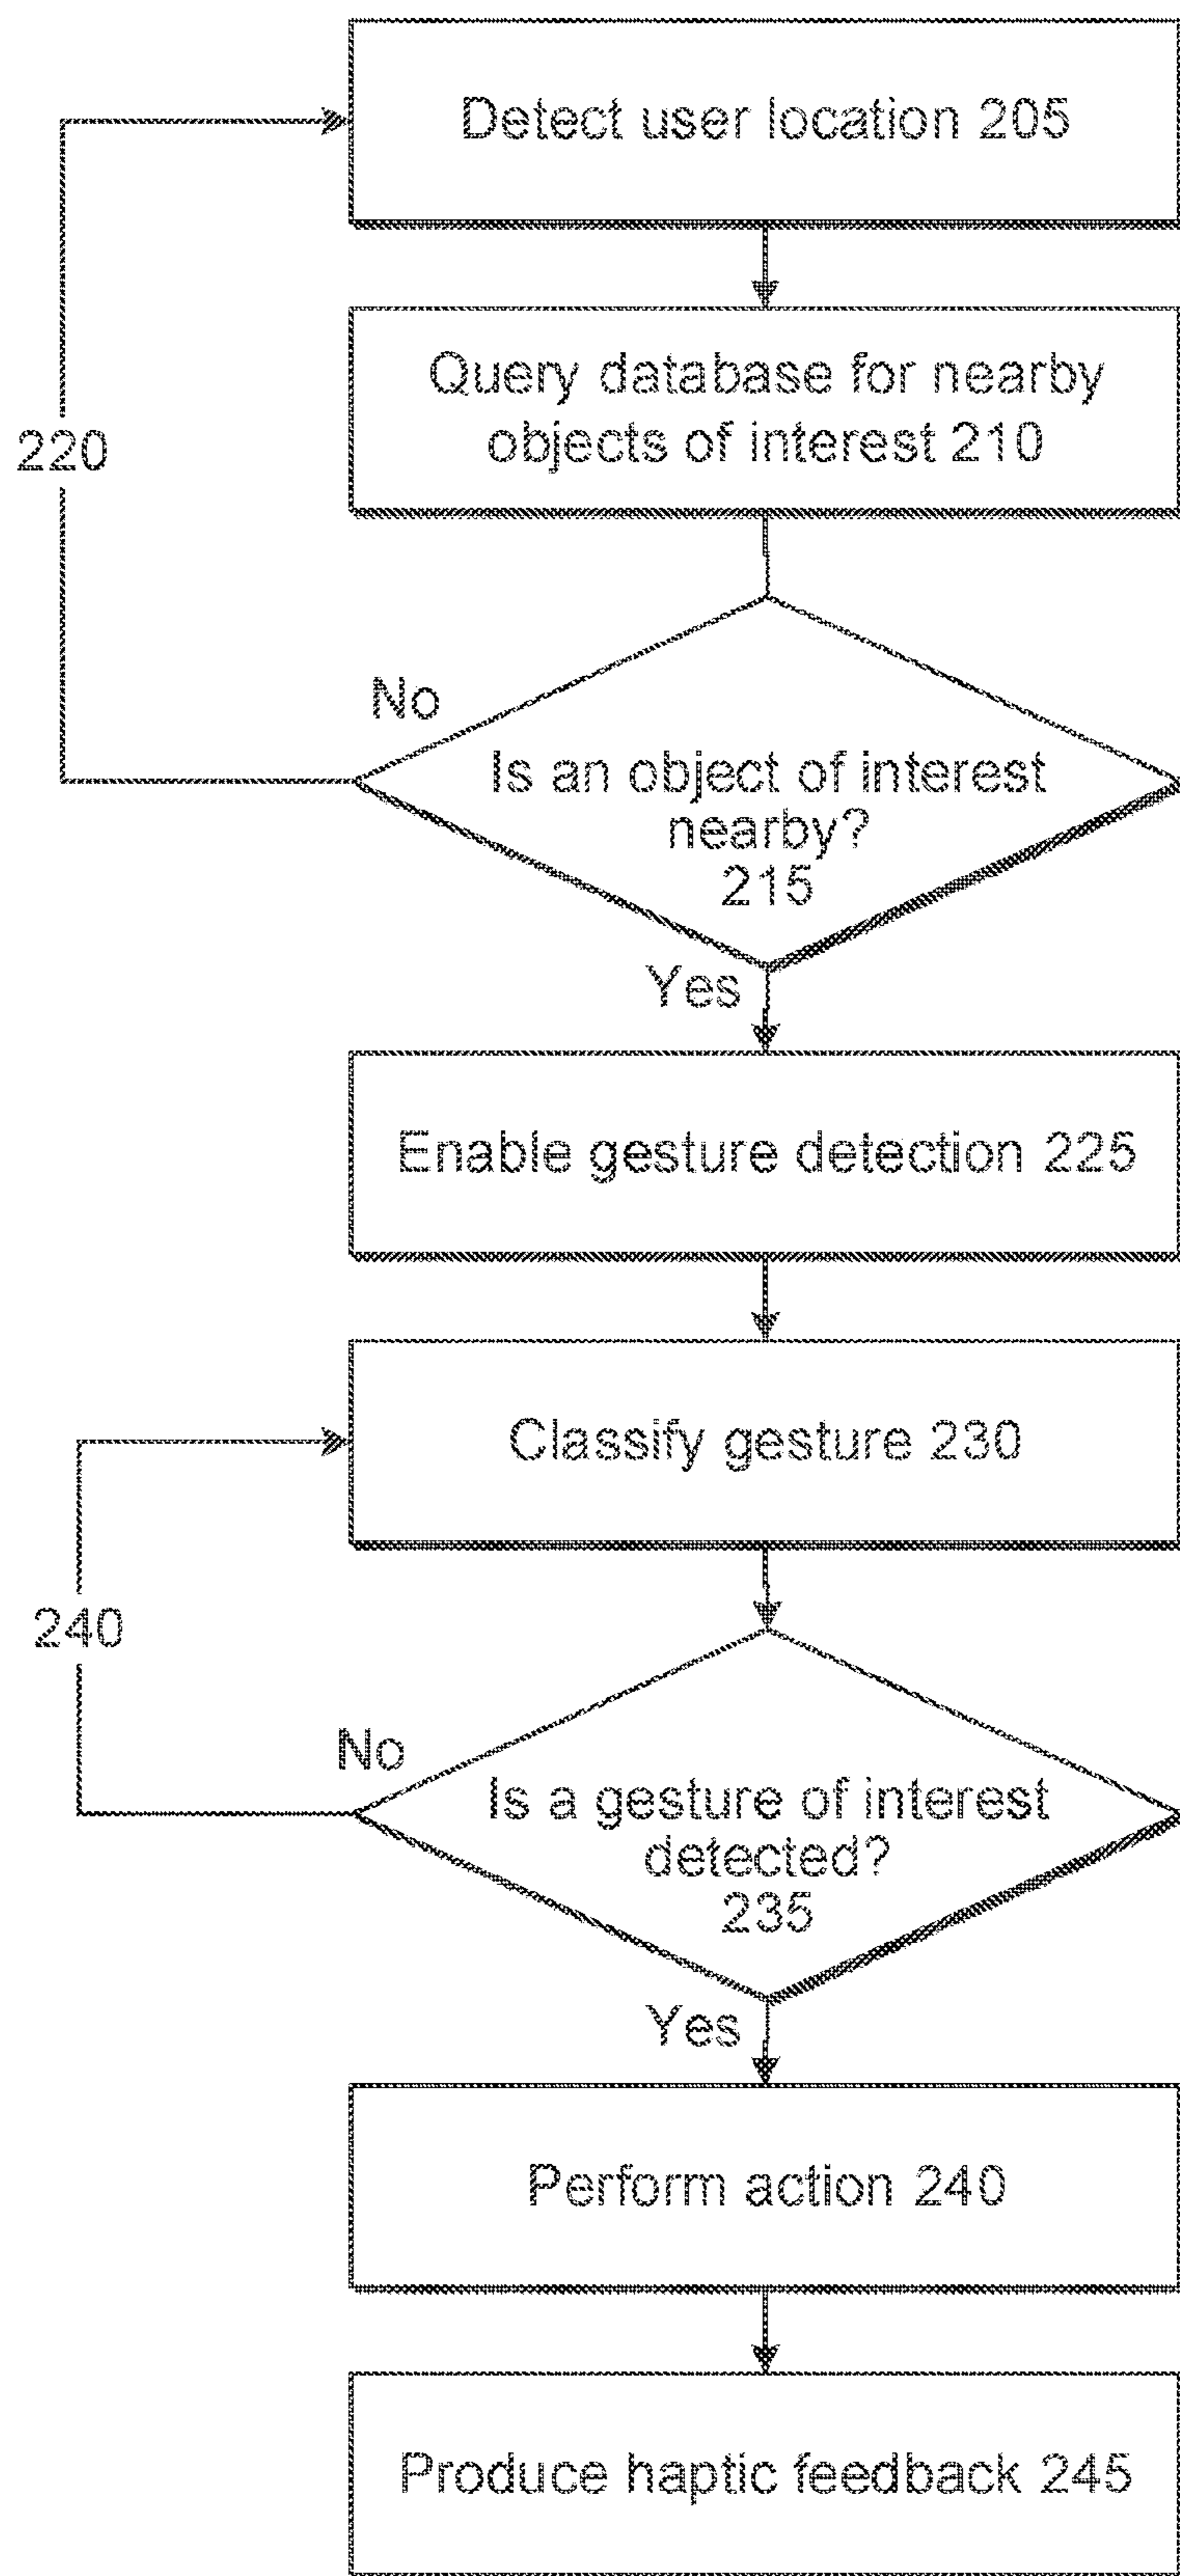 Detect user location 205
Query database for nearby
objects of interest 210
220
No
Is an object of interest
nearby?
215
Yes
Enable gesture detection 225
Classify gesture 230
240
No
Is a gesture of interest
detected?
235
Yes
Perform action 240
Produce haptic feedback 245